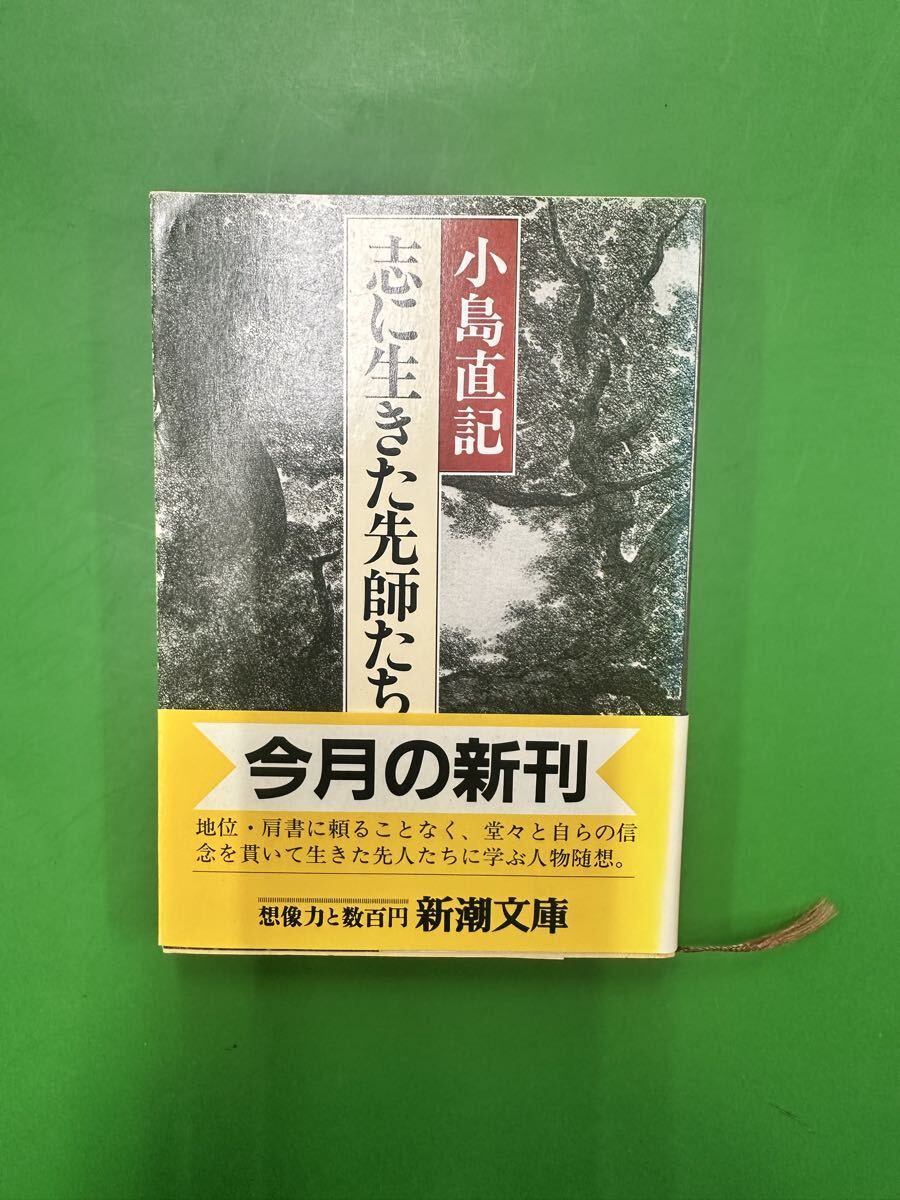 小島直記
志に生きた先師たち
今月の新刊
地位・肩書に頼ることなく、堂々と自らの信
念を貫いて生きた先人たちに学ぶ人物随想。
想像力と数百円 新潮文庫